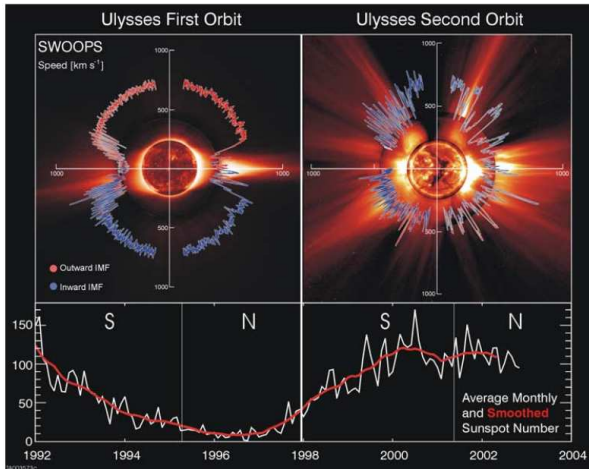 Ulysses First Orbit
Ulysses Second Orbit
SWOOPS
Speed [km s⁻¹]
1000
500
1000
1000
500
1000
Outward IMF
Inward IMF
1000
500
1000
1000
500
1000
S
N
S
N
150
100
50
0
Average Monthly
and Smoothed
Sunspot Number
1992
1994
1996
1998
2000
2002
2004